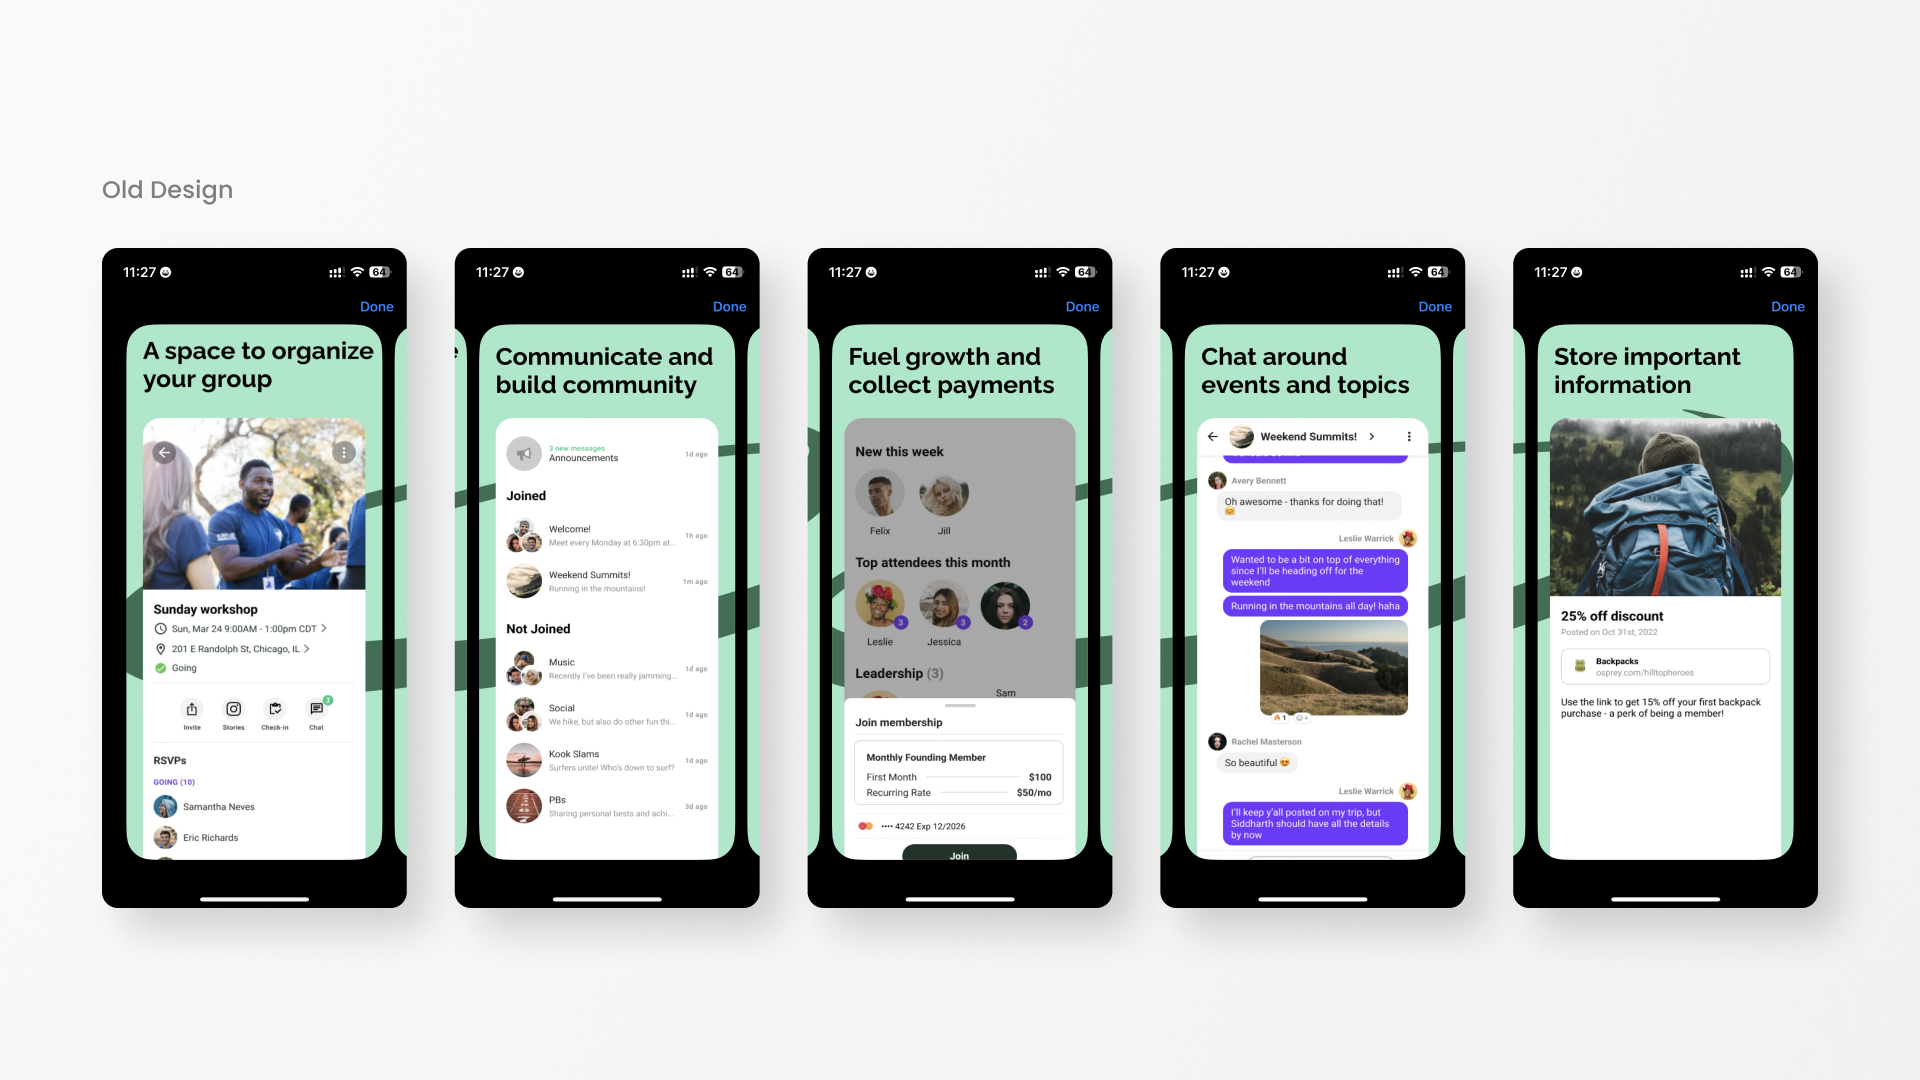 Old Design
11:27
64
Done
A space to organize
your group
Sunday workshop
Sun, Mar 24 9:00AM - 1:00pm CDT
201 E Randolph St, Chicago, IL
Going
3
Invite
Stories
Check-in
Chat
RSVPs
GOING (10)
Samantha Neves
Eric Richards
11:27
64
Done
Communicate and
build community
3 new messages
Announcements
1d ago
Joined
Welcome!
Meet every Monday at 6:30pm at...
1h ago
Weekend Summits!
Running in the mountains!
1m ago
Not Joined
Music
Recently I've been really jamming...
1d ago
Social
We hike, but also do other fun thi...
1d ago
Kook Slams
Surfers unite! Who's down to surf?
1d ago
PBs
Sharing personal bests and achi...
3d ago
11:27
64
Done
Fuel growth and
collect payments
New this week
Felix
Jill
Top attendees this month
3
3
2
Leslie
Jessica
Leadership (3)
Sam
Join membership
Monthly Founding Member
First Month $100
Recurring Rate $50/mo
•••• 4242 Exp 12/2026
Join
11:27
64
Done
Chat around
events and topics
Weekend Summits!
Avery Bennett
Oh awesome - thanks for doing that!
🤗
Leslie Warrick
Wanted to be a bit on top of everything
since I'll be heading off for the
weekend
Running in the mountains all day! haha
🔥 1
Rachel Masterson
So beautiful 😍
Leslie Warrick
I'll keep y'all posted on my trip, but
Siddharth should have all the details
by now
11:27
64
Done
Store important
information
25% off discount
Posted on Oct 31st, 2022
Backpacks
osprey.com/hilltopheroes
Use the link to get 15% off your first backpack
purchase - a perk of being a member!